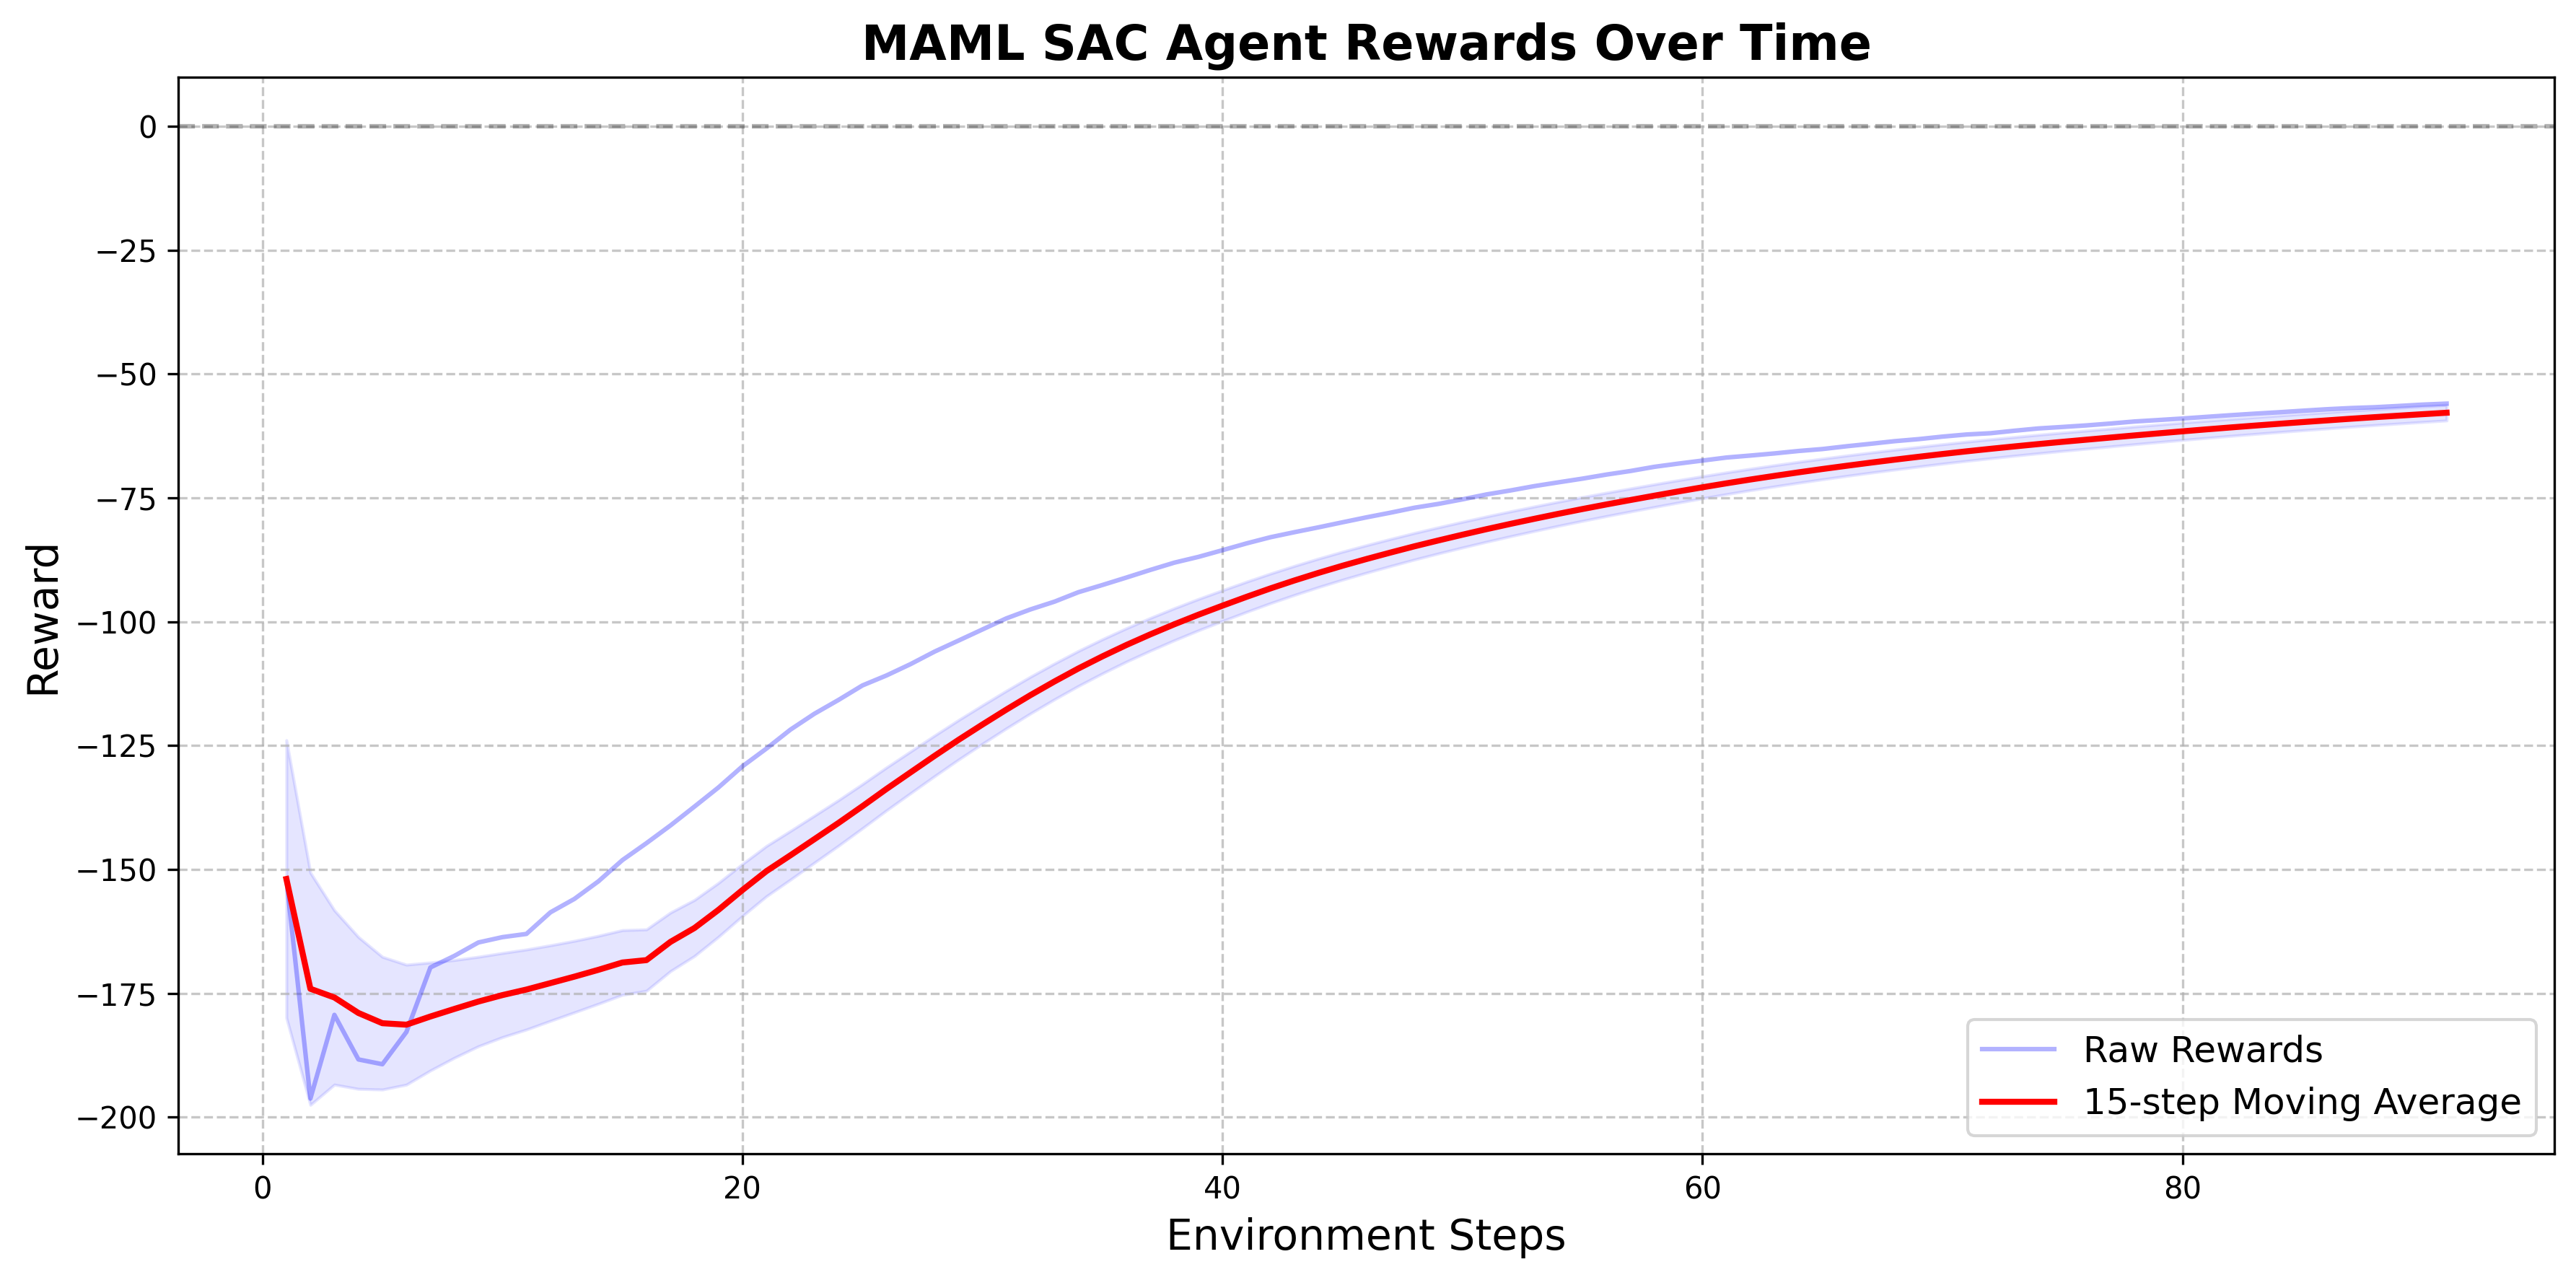 MAML SAC Agent Rewards Over Time
0
−25
−50
−75
−100
−125
−150
−175
−200
Reward
0 20 40 60 80
Environment Steps
Raw Rewards
15-step Moving Average